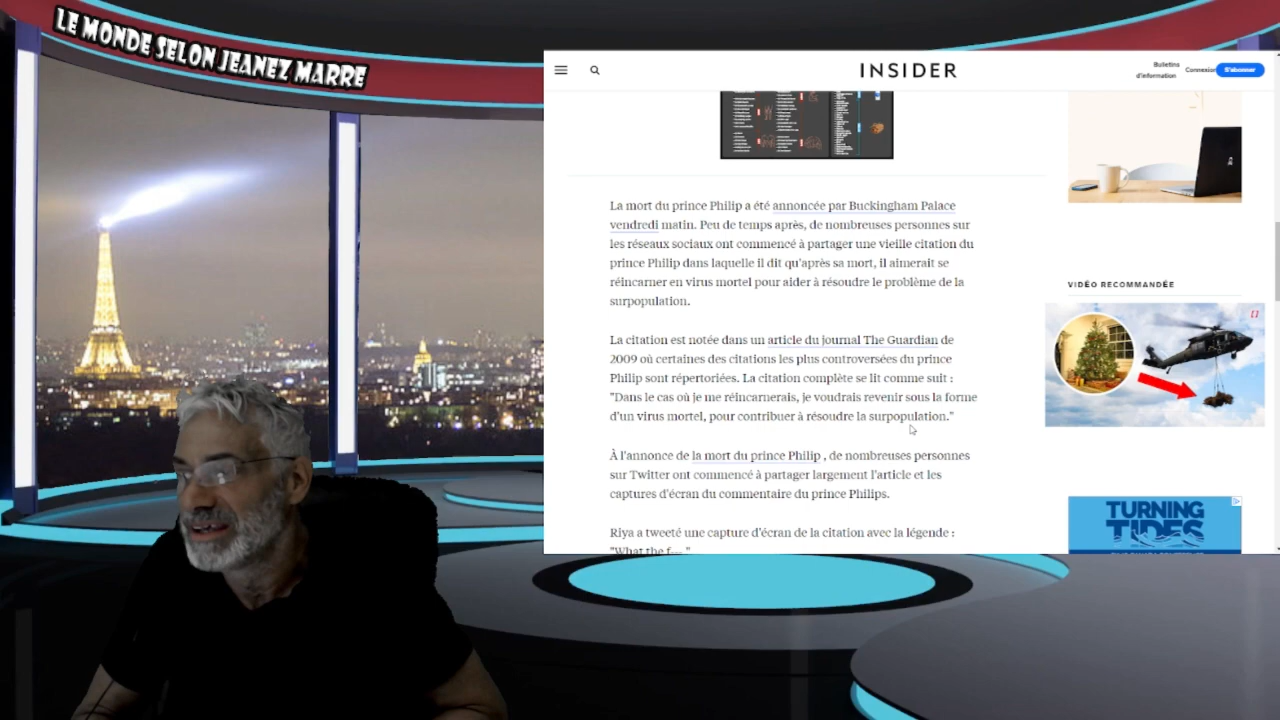 LE MONDE SELON JEANEZ MARRE
INSIDER
Bulletins
d'information
Connexion
S'abonner
La mort du prince Philip a été annoncée par Buckingham Palace
vendredi matin. Peu de temps après, de nombreuses personnes sur
les réseaux sociaux ont commencé à partager une vieille citation du
prince Philip dans laquelle il dit qu'après sa mort, il aimerait se
réincarner en virus mortel pour aider à résoudre le problème de la
surpopulation.
La citation est notée dans un article du journal The Guardian de
2009 où certaines des citations les plus controversées du prince
Philip sont répertoriées. La citation complète se lit comme suit :
"Dans le cas où je me réincarnerais, je voudrais revenir sous la forme
d'un virus mortel, pour contribuer à résoudre la surpopulation."
À l'annonce de la mort du prince Philip , de nombreuses personnes
sur Twitter ont commencé à partager largement l'article et les
captures d'écran du commentaire du prince Philips.
Riya a tweeté une capture d'écran de la citation avec la légende :
"What the f--- "
VIDÉO RECOMMANDÉE
TURNING
TIDES